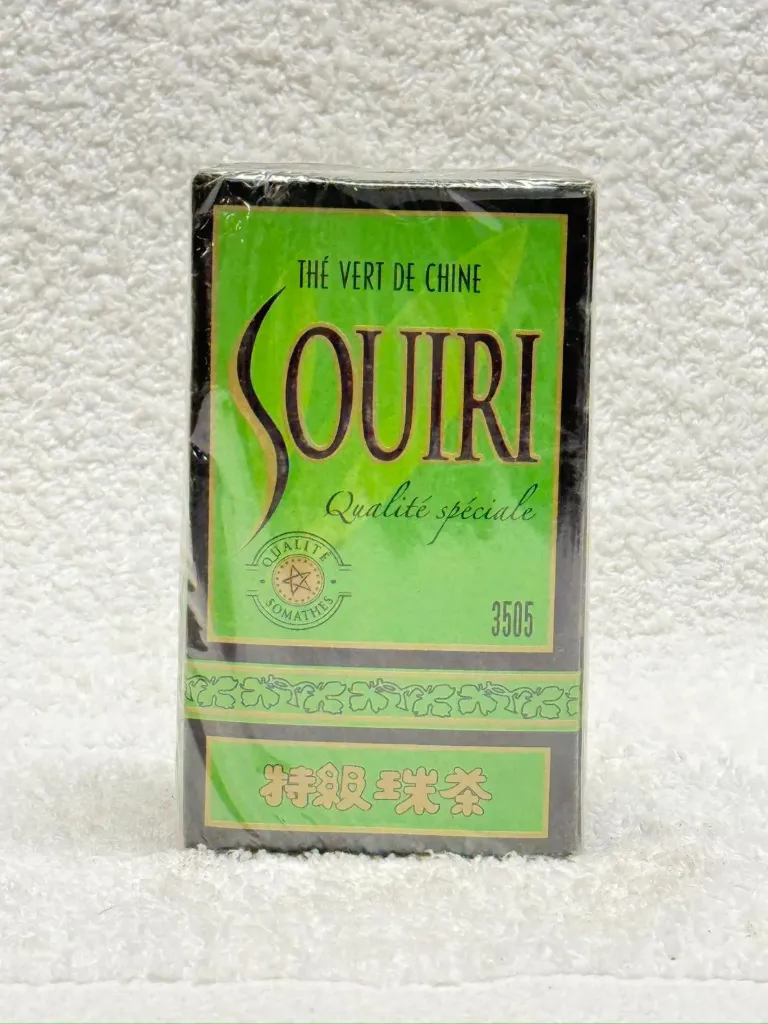 THÉ VERT DE CHINE
SOUIRI
Qualité spéciale
QUALITÉ
SOMATHES
3505
特級珠茶